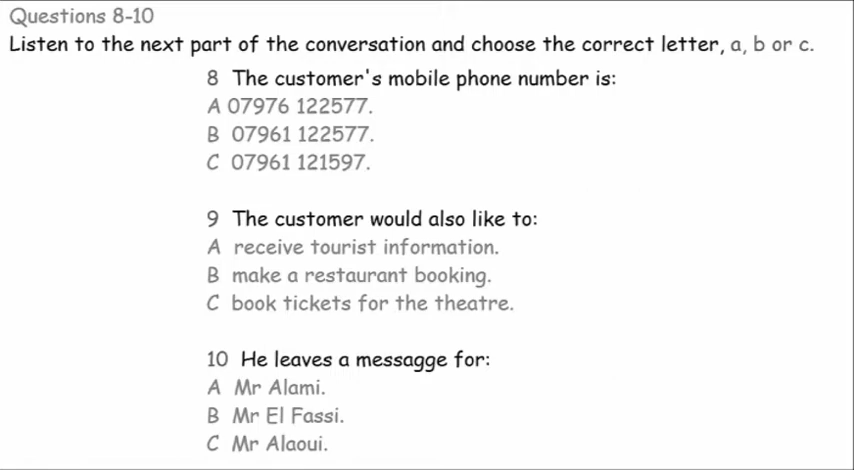 Questions 8-10
Listen to the next part of the conversation and choose the correct letter, a, b or c.
8 The customer's mobile phone number is:
A 07976 122577.
B 07961 122577.
C 07961 121597.
9 The customer would also like to:
A receive tourist information.
B make a restaurant booking.
C book tickets for the theatre.
10 He leaves a messagge for:
A Mr Alami.
B Mr El Fassi.
C Mr Alaoui.